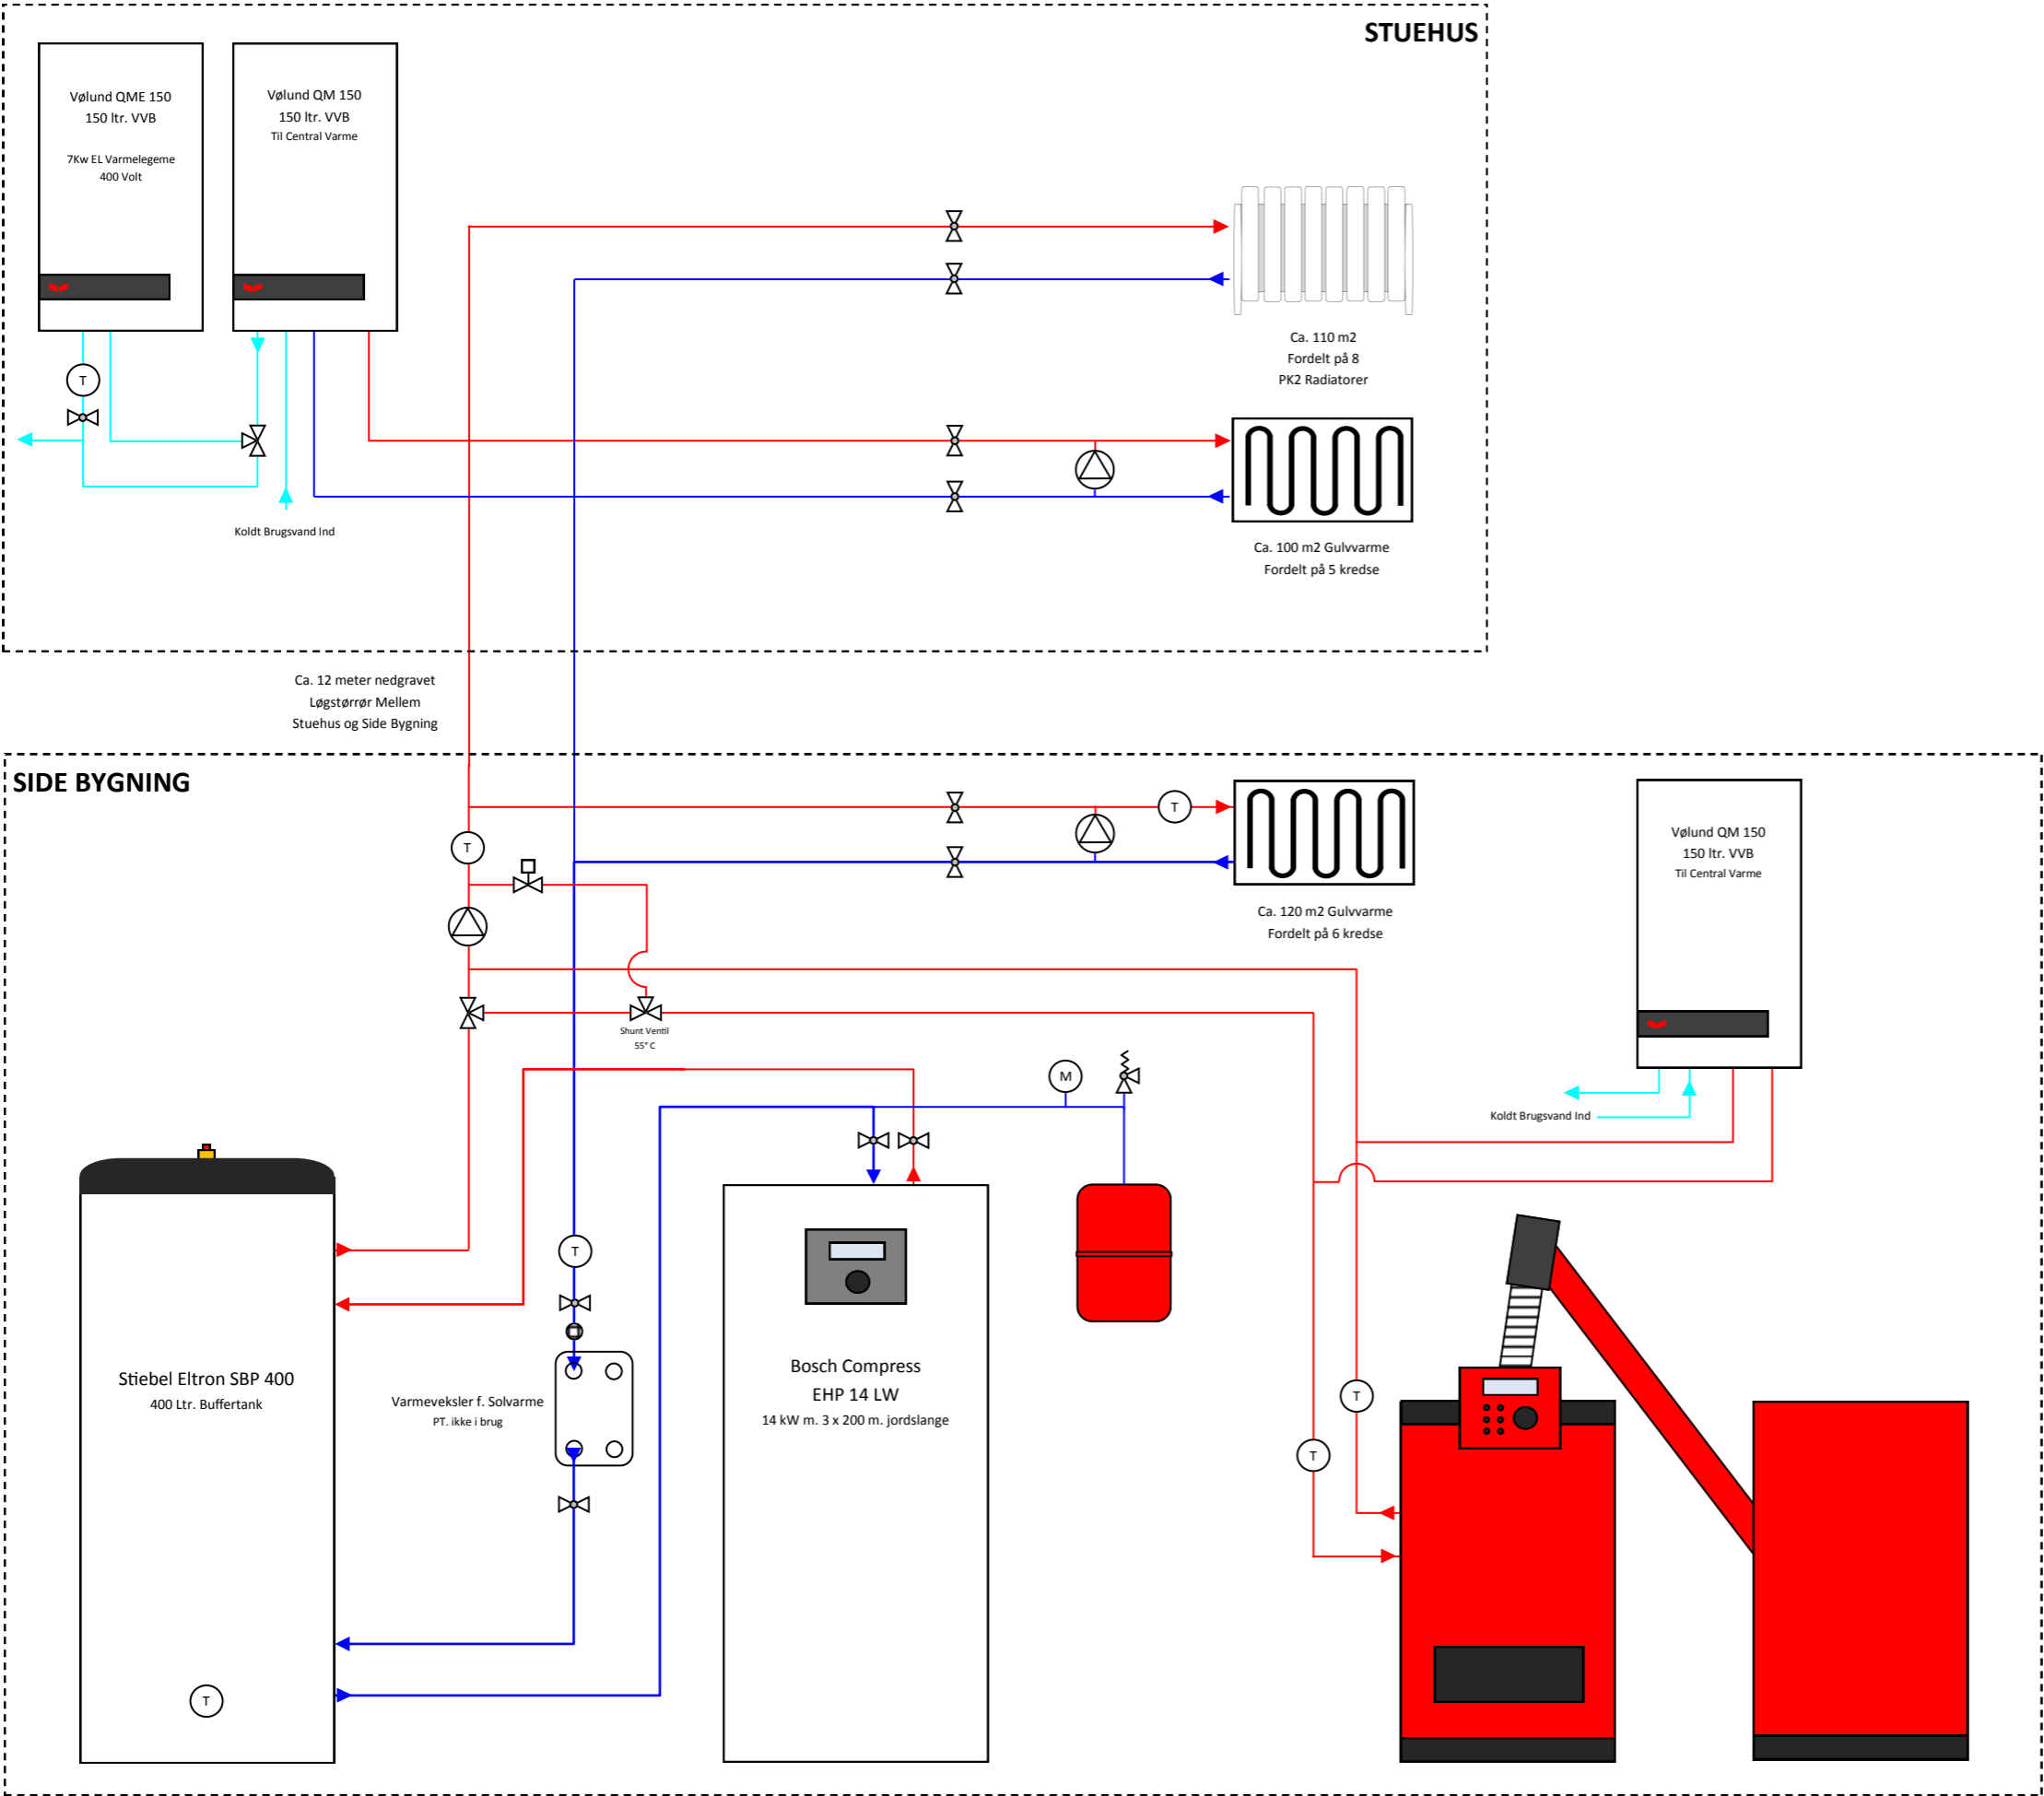 STUEHUS
Vølund QME 150
150 ltr. VVB
7Kw EL Varmelegeme
400 Volt
Vølund QM 150
150 ltr. VVB
Til Central Varme
T
Koldt Brugsvand Ind
Ca. 110 m2
Fordelt på 8
PK2 Radiatorer
Ca. 100 m2 Gulvvarme
Fordelt på 5 kredse
Ca. 12 meter nedgravet
Løgstørrør Mellem
Stuehus og Side Bygning
SIDE BYGNING
T
T
Ca. 120 m2 Gulvvarme
Fordelt på 6 kredse
Vølund QM 150
150 ltr. VVB
Til Central Varme
Koldt Brugsvand Ind
Shunt Ventil
55° C
M
T
Stiebel Eltron SBP 400
400 Ltr. Buffertank
T
Varmeveksler f. Solvarme
PT. ikke i brug
Bosch Compress
EHP 14 LW
14 kW m. 3 x 200 m. jordslange
T
T